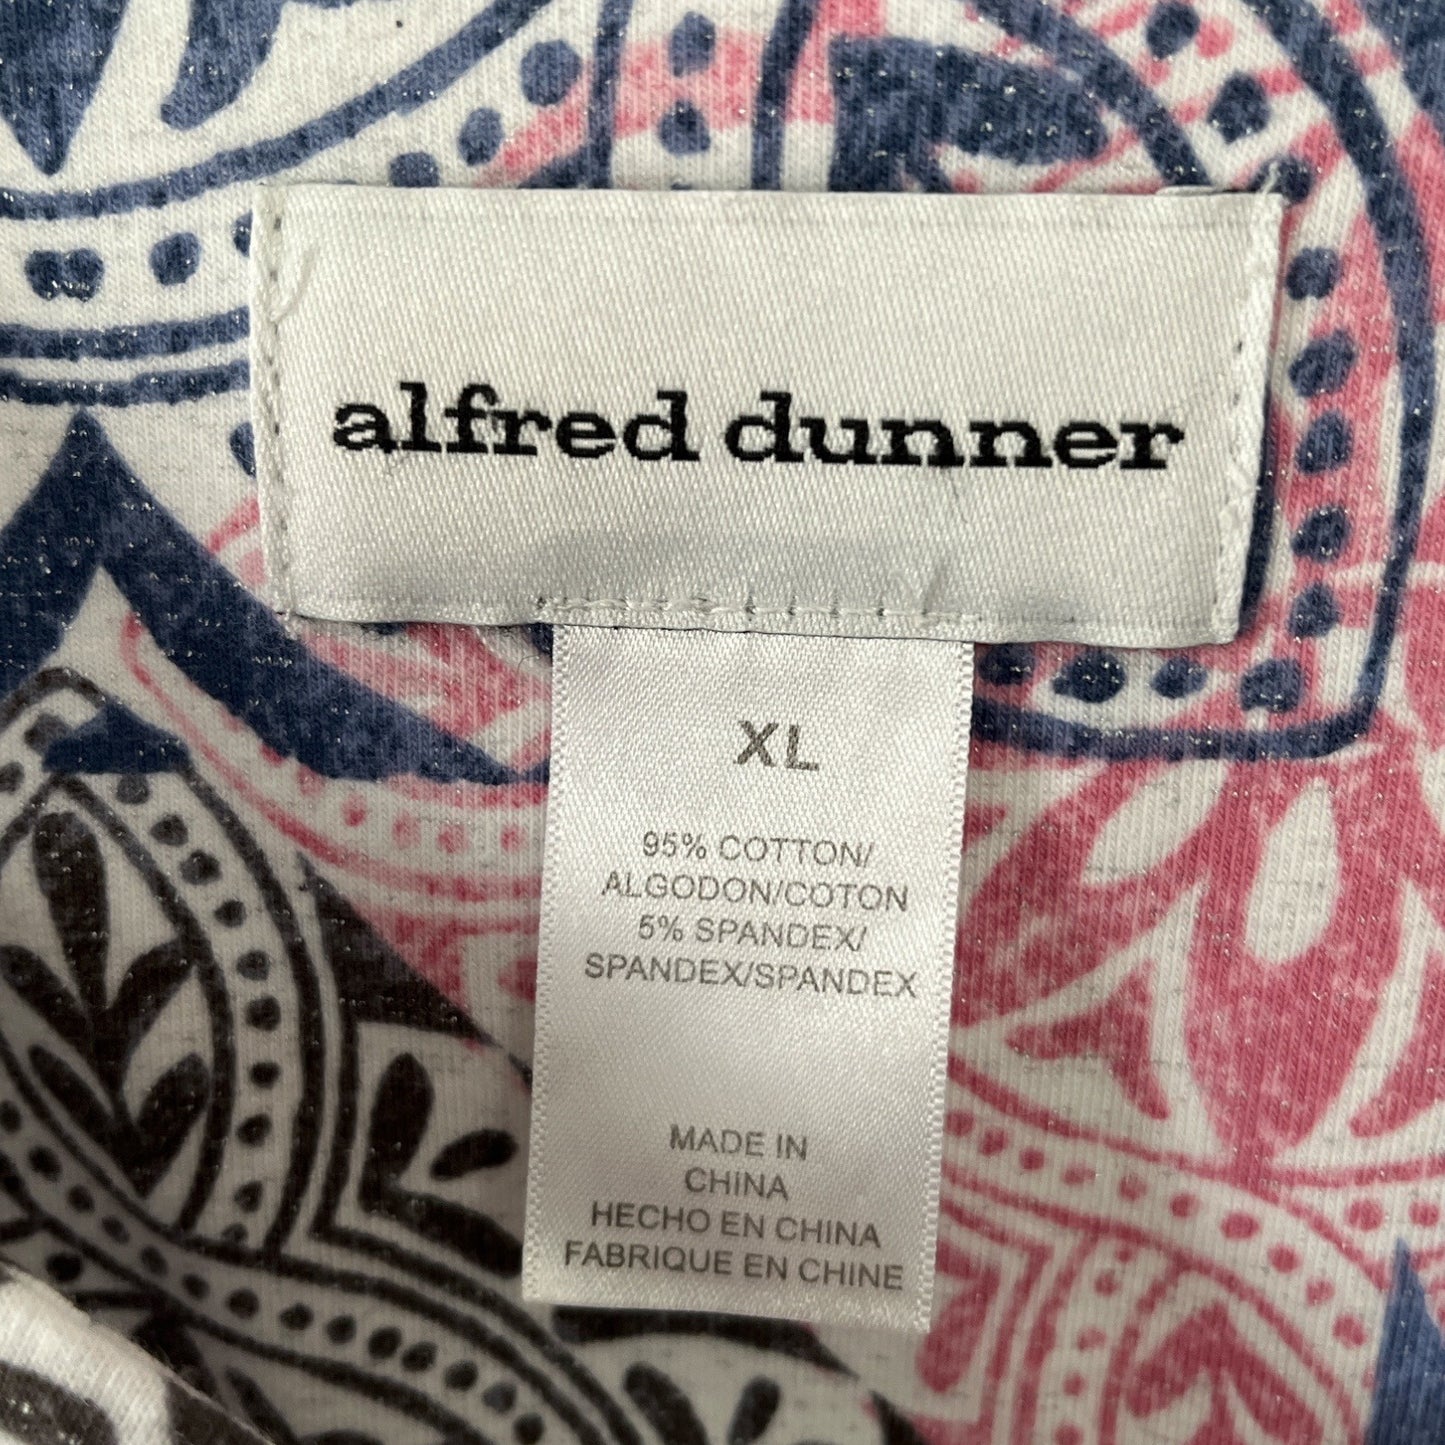 alfred dunner
XL
95% COTTON/
ALGODON/COTON
5% SPANDEX/
SPANDEX/SPANDEX
MADE IN
CHINA
HECHO EN CHINA
FABRIQUE EN CHINE